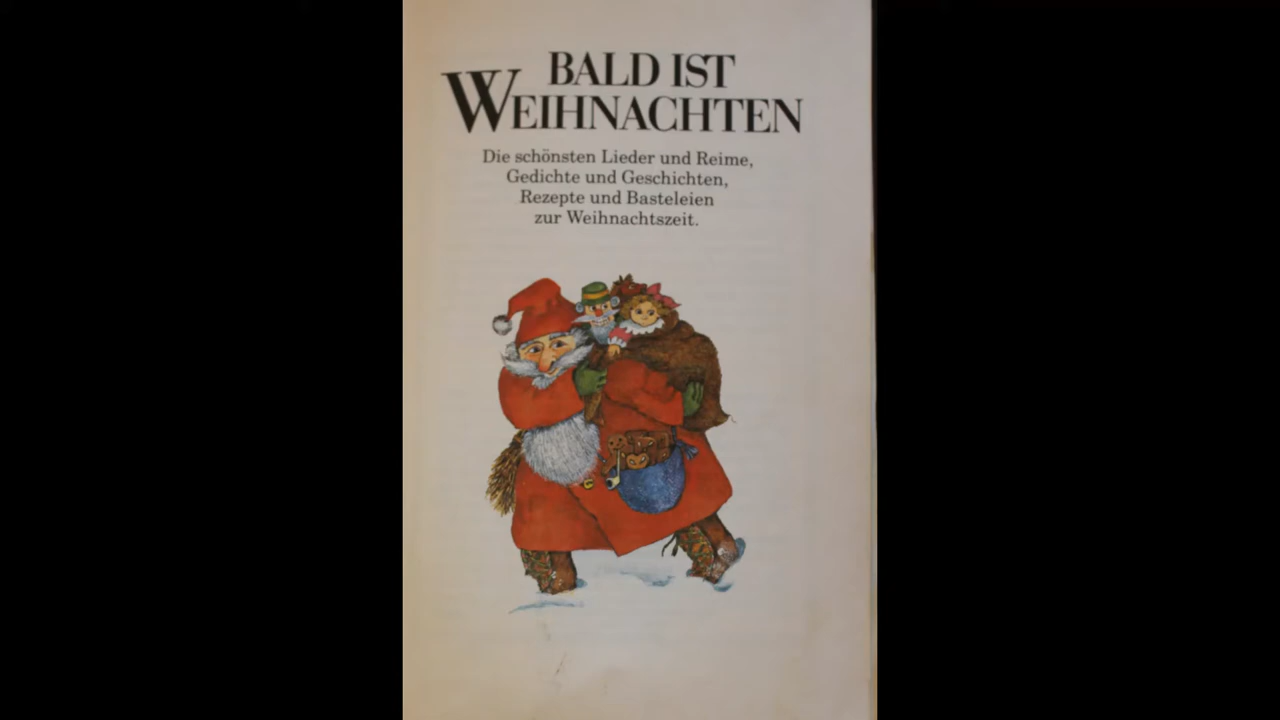 BALD IST
WEIHNACHTEN
Die schönsten Lieder und Reime,
Gedichte und Geschichten,
Rezepte und Basteleien
zur Weihnachtszeit.